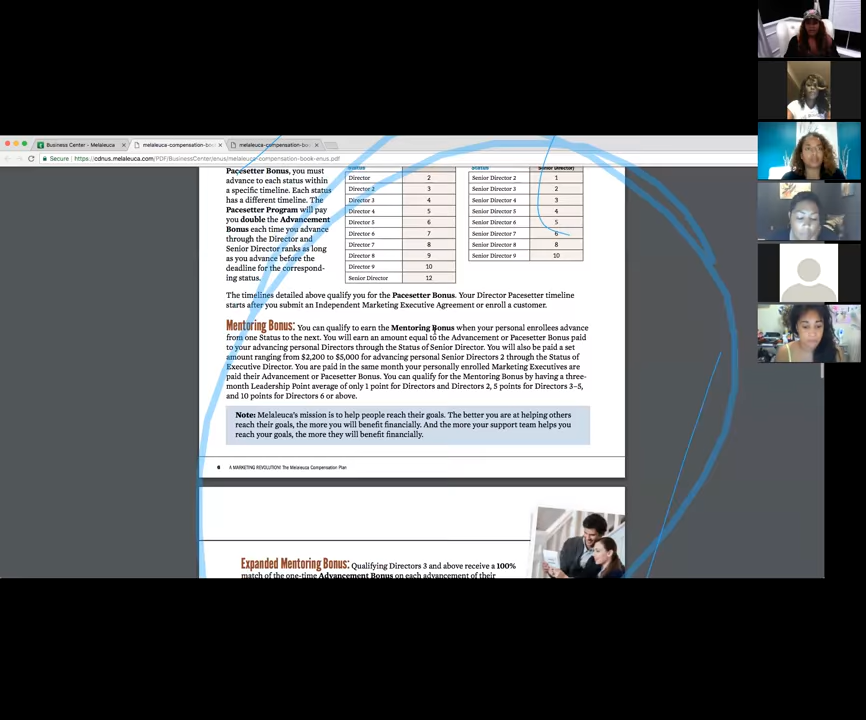 Business Center - Melaleuca
melaleuca-compensation-boo
melaleuca-compensation-b
Secure https://cdnus.melaleuca.com/PDF/BusinessCenter/enus/melaleuca-compensation-book-enus.pdf
Pacesetter Bonus, you must
advance to each status within
a specific timeline. Each status
has a different timeline. The
Pacesetter Program will pay
you double the Advancement
Bonus each time you advance
through the Director and
Senior Director ranks as long
as you advance before the
deadline for the correspond-
ing status.
Status
Director 2
Director 2 3
Director 3 4
Director 4 5
Director 5 6
Director 6 7
Director 7 8
Director 8 9
Director 9 10
Senior Director 12
Status Senior Director)
Senior Director 2 1
Senior Director 3 2
Senior Director 4 3
Senior Director 5 4
Senior Director 6 5
Senior Director 7 6
Senior Director 8 8
Senior Director 9 10
The timelines detailed above qualify you for the Pacesetter Bonus. Your Director Pacesetter timeline
starts after you submit an Independent Marketing Executive Agreement or enroll a customer.
Mentoring Bonus: You can qualify to earn the Mentoring Bonus when your personal enrollees advance
from one Status to the next. You will earn an amount equal to the Advancement or Pacesetter Bonus paid
to your advancing personal Directors through the Status of Senior Director. You will also be paid a set
amount ranging from $2,200 to $5,000 for advancing personal Senior Directors 2 through the Status of
Executive Director. You are paid in the same month your personally enrolled Marketing Executives are
paid their Advancement or Pacesetter Bonus. You can qualify for the Mentoring Bonus by having a three-
month Leadership Point average of only 1 point for Directors and Directors 2, 5 points for Directors 3–5,
and 10 points for Directors 6 or above.
Note: Melaleuca's mission is to help people reach their goals. The better you are at helping others
reach their goals, the more you will benefit financially. And the more your support team helps you
reach your goals, the more they will benefit financially.
6 A MARKETING REVOLUTION: The Melaleuca Compensation Plan
Expanded Mentoring Bonus: Qualifying Directors 3 and above receive a 100%
match of the one-time Advancement Bonus on each advancement of their